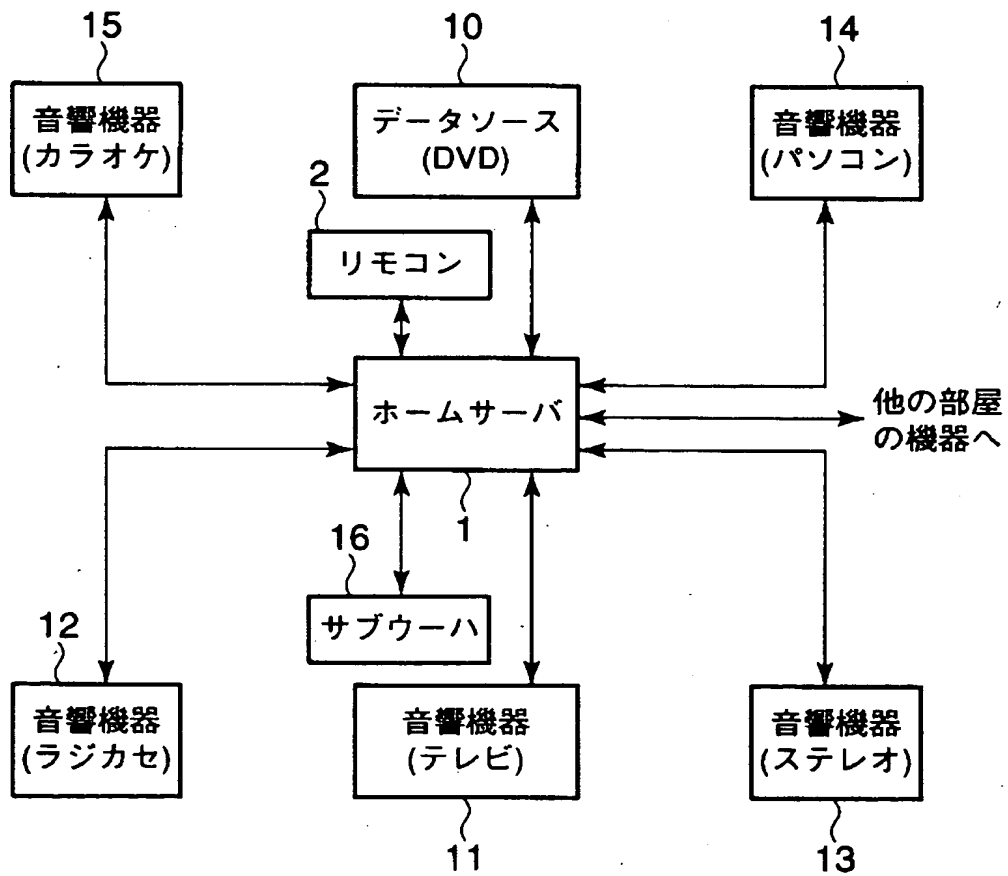 15
10
14
音響機器
(カラオケ)
データソース
(DVD)
音響機器
(パソコン)
2
リモコン
ホームサーバ
他の部屋
の機器へ
1
16
サブウーハ
12
音響機器
(ラジカセ)
音響機器
(テレビ)
音響機器
(ステレオ)
11
13